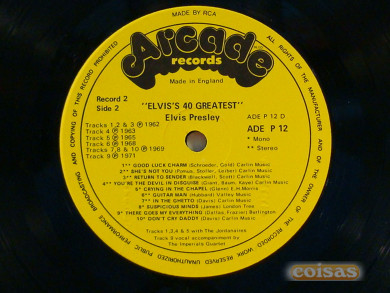 MADE BY RCA
Arcade
records
Made in England
Record 2
Side 2
"ELVIS'S 40 GREATEST"
Elvis Presley
ADE P 12 D
ADE P 12
* Mono
** Stereo
Tracks 1,2 & 3 ℗ 1962
Track 4 ℗ 1963
Track 5 ℗ 1965
Track 6 ℗ 1968
Tracks 7,8 & 10 ℗ 1969
Track 9 ℗ 1971
1** GOOD LUCK CHARM (Schroeder, Gold) Carlin Music
2** SHE'S NOT YOU (Pomus, Stoller, Leiber) Carlin Music
3** RETURN TO SENDER (Blackwell, Scott) Carlin Music
4** YOU'RE THE DEVIL IN DISGUISE (Giant, Baum, Kaye) Carlin Music
5** CRYING IN THE CHAPEL (Glenn) E.H. Morris
6** GUITAR MAN (Hubbard) Valley Music
7** IN THE GHETTO (Davis) Carlin Music
8** SUSPICIOUS MINDS (James) London Tree
9* THERE GOES MY EVERYTHING (Dallas, Frazier) Burlington
10* DON'T CRY DADDY (Davis) Carlin Music
Tracks 1,3,4 & 5 with The Jordanaires
Track 9 vocal accompaniment by
The Imperials Quartet
ALL RIGHTS OF THE MANUFACTURER AND OF THE OWNER OF THE RECORDED WORK RESERVED. UNAUTHORISED PUBLIC PERFORMANCE BROADCASTING AND COPYING OF THIS RECORD PROHIBITED
coisas